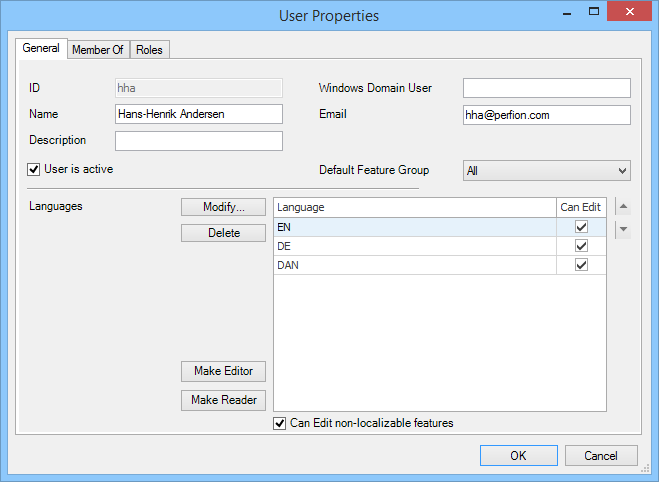 User Properties
General Member Of Roles
ID hha Windows Domain User
Name Hans-Henrik Andersen Email hha@perfion.com
Description
User is active Default Feature Group All
Languages Modify... Language Can Edit
Delete EN
DE
DAN
Make Editor
Make Reader
Can Edit non-localizable features
OK Cancel